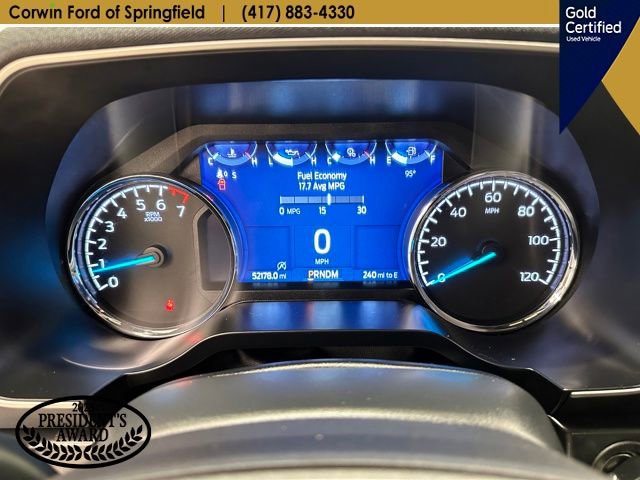 Corwin Ford of Springfield | (417) 883-4330
Gold
Certified
Used Vehicle
C H L H C H E F
S 95°
Fuel Economy
17.7 Avg MPG
0 MPG 15 30
0
MPH
52178.0 mi PRNDM 240 mi to E
0 1 2 3 4 5 6 7
RPM
x1000
0 20 40 60 80 100 120
MPH
PRESIDENT'S
AWARD